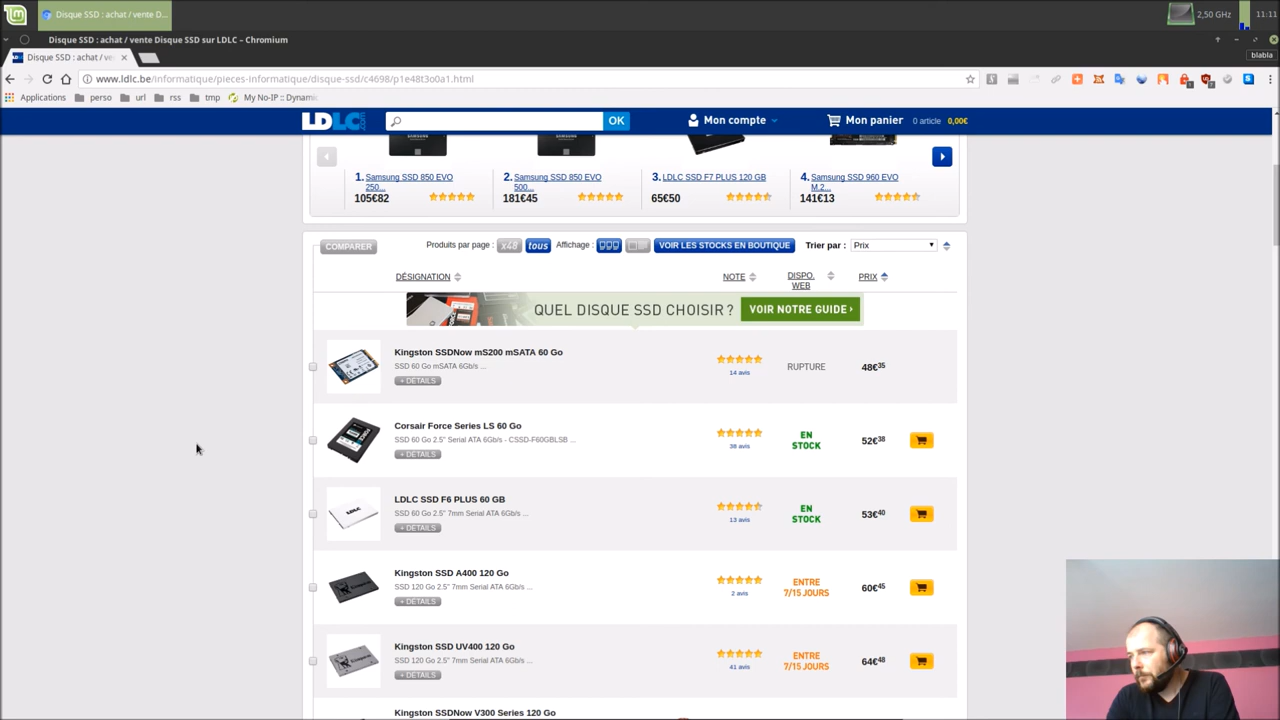 Disque SSD : achat / vente D...
2,50 GHz
11:11
Disque SSD : achat / vente Disque SSD sur LDLC – Chromium
Disque SSD : achat / ve
blabla
www.ldlc.be/informatique/pieces-informatique/disque-ssd/c4698/p1e48t3o0a1.html
Applications perso url rss tmp My No-IP :: Dynami
LDLC.com OK Mon compte Mon panier 0 article 0,00€
1. Samsung SSD 850 EVO 250...
105€82
2. Samsung SSD 850 EVO 500...
181€45
3. LDLC SSD F7 PLUS 120 GB
65€50
4. Samsung SSD 960 EVO M.2...
141€13
COMPARER Produits par page : x48 tous Affichage : VOIR LES STOCKS EN BOUTIQUE Trier par : Prix
DÉSIGNATION NOTE DISPO. WEB PRIX
QUEL DISQUE SSD CHOISIR ? VOIR NOTRE GUIDE ›
Kingston SSDNow mS200 mSATA 60 Go
SSD 60 Go mSATA 6Gb/s ...
+ DÉTAILS
14 avis
RUPTURE
48€35
Corsair Force Series LS 60 Go
SSD 60 Go 2.5" Serial ATA 6Gb/s - CSSD-F60GBLSB ...
+ DÉTAILS
38 avis
EN STOCK
52€38
LDLC SSD F6 PLUS 60 GB
SSD 60 Go 2.5" 7mm Serial ATA 6Gb/s ...
+ DÉTAILS
13 avis
EN STOCK
53€40
Kingston SSD A400 120 Go
SSD 120 Go 2.5" 7mm Serial ATA 6Gb/s ...
+ DÉTAILS
2 avis
ENTRE 7/15 JOURS
60€45
Kingston SSD UV400 120 Go
SSD 120 Go 2.5" 7mm Serial ATA 6Gb/s ...
+ DÉTAILS
41 avis
ENTRE 7/15 JOURS
64€48
Kingston SSDNow V300 Series 120 Go